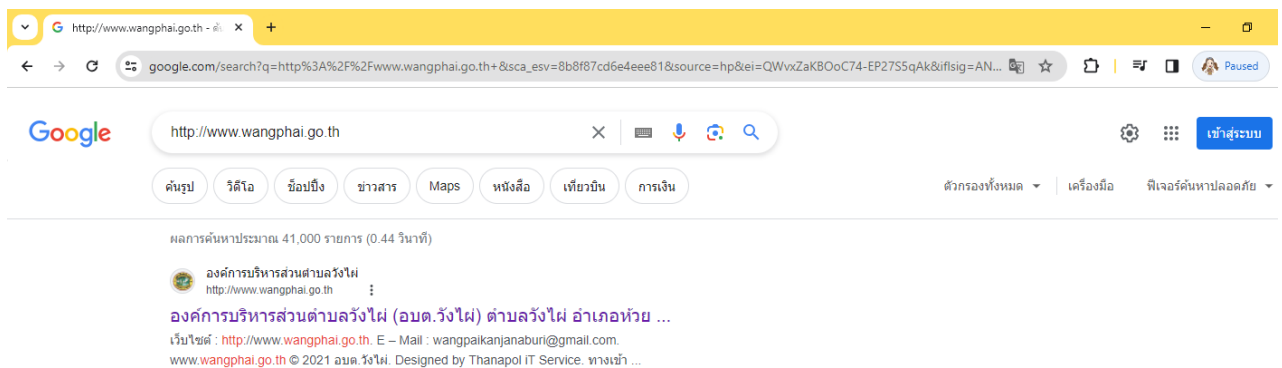 http://www.wangphai.go.th - ค้
google.com/search?q=http%3A%2F%2Fwww.wangphai.go.th+&sca_esv=8b8f87cd6e4eee81&source=hp&ei=QWvxZaKBOoC74-EP27S5qAk&iflsig=AN...
Paused
Google
http://www.wangphai.go.th
เข้าสู่ระบบ
ค้นรูป วิดีโอ ช็อปปิ้ง ข่าวสาร Maps หนังสือ เที่ยวบิน การเงิน ตัวกรองทั้งหมด เครื่องมือ ฟีเจอร์ค้นหาปลอดภัย
ผลการค้นหาประมาณ 41,000 รายการ (0.44 วินาที)
องค์การบริหารส่วนตำบลวังไผ่
http://www.wangphai.go.th
องค์การบริหารส่วนตำบลวังไผ่ (อบต.วังไผ่) ตำบลวังไผ่ อำเภอห้วย ...
เว็บไซต์ : http://www.wangphai.go.th. E – Mail : wangpaikanjanaburi@gmail.com.
www.wangphai.go.th © 2021 อบต.วังไผ่. Designed by Thanapol iT Service. ทางเข้า ...